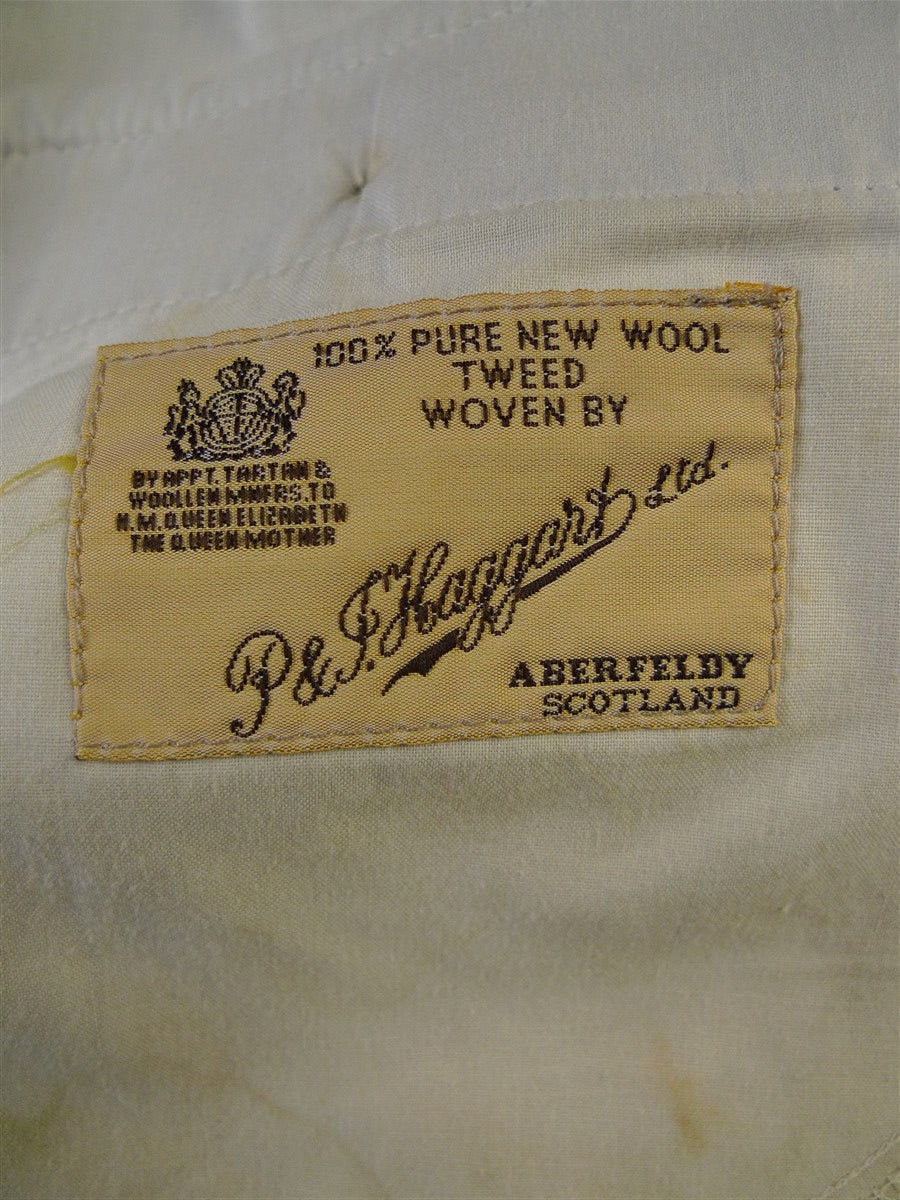 100% PURE NEW WOOL
TWEED
WOVEN BY
BY APPT. TARTAN &
WOOLLEN MNFRS. TO
H.M. QUEEN ELIZABETH
THE QUEEN MOTHER
P & J. Haggart Ltd.
ABERFELDY
SCOTLAND